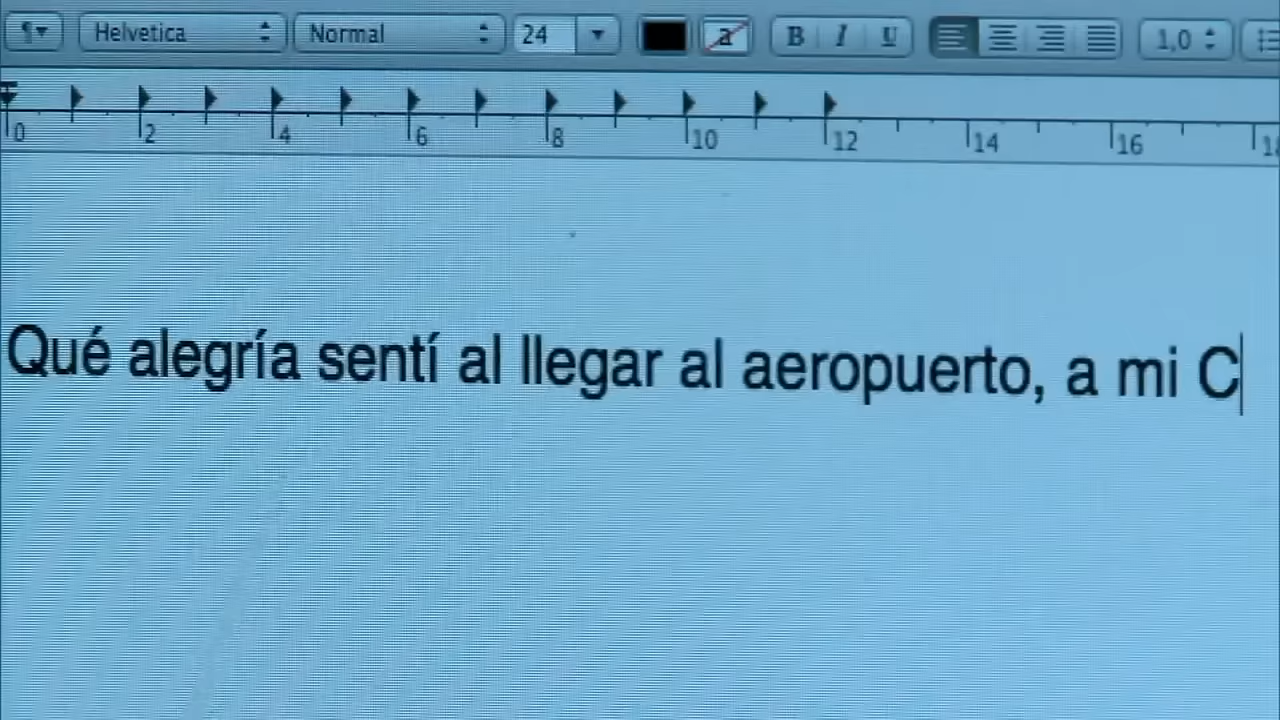 Helvetica Normal 24 a B I U 1,0
0 2 4 6 8 10 12 14 16 18
Qué alegría sentí al llegar al aeropuerto, a mi C